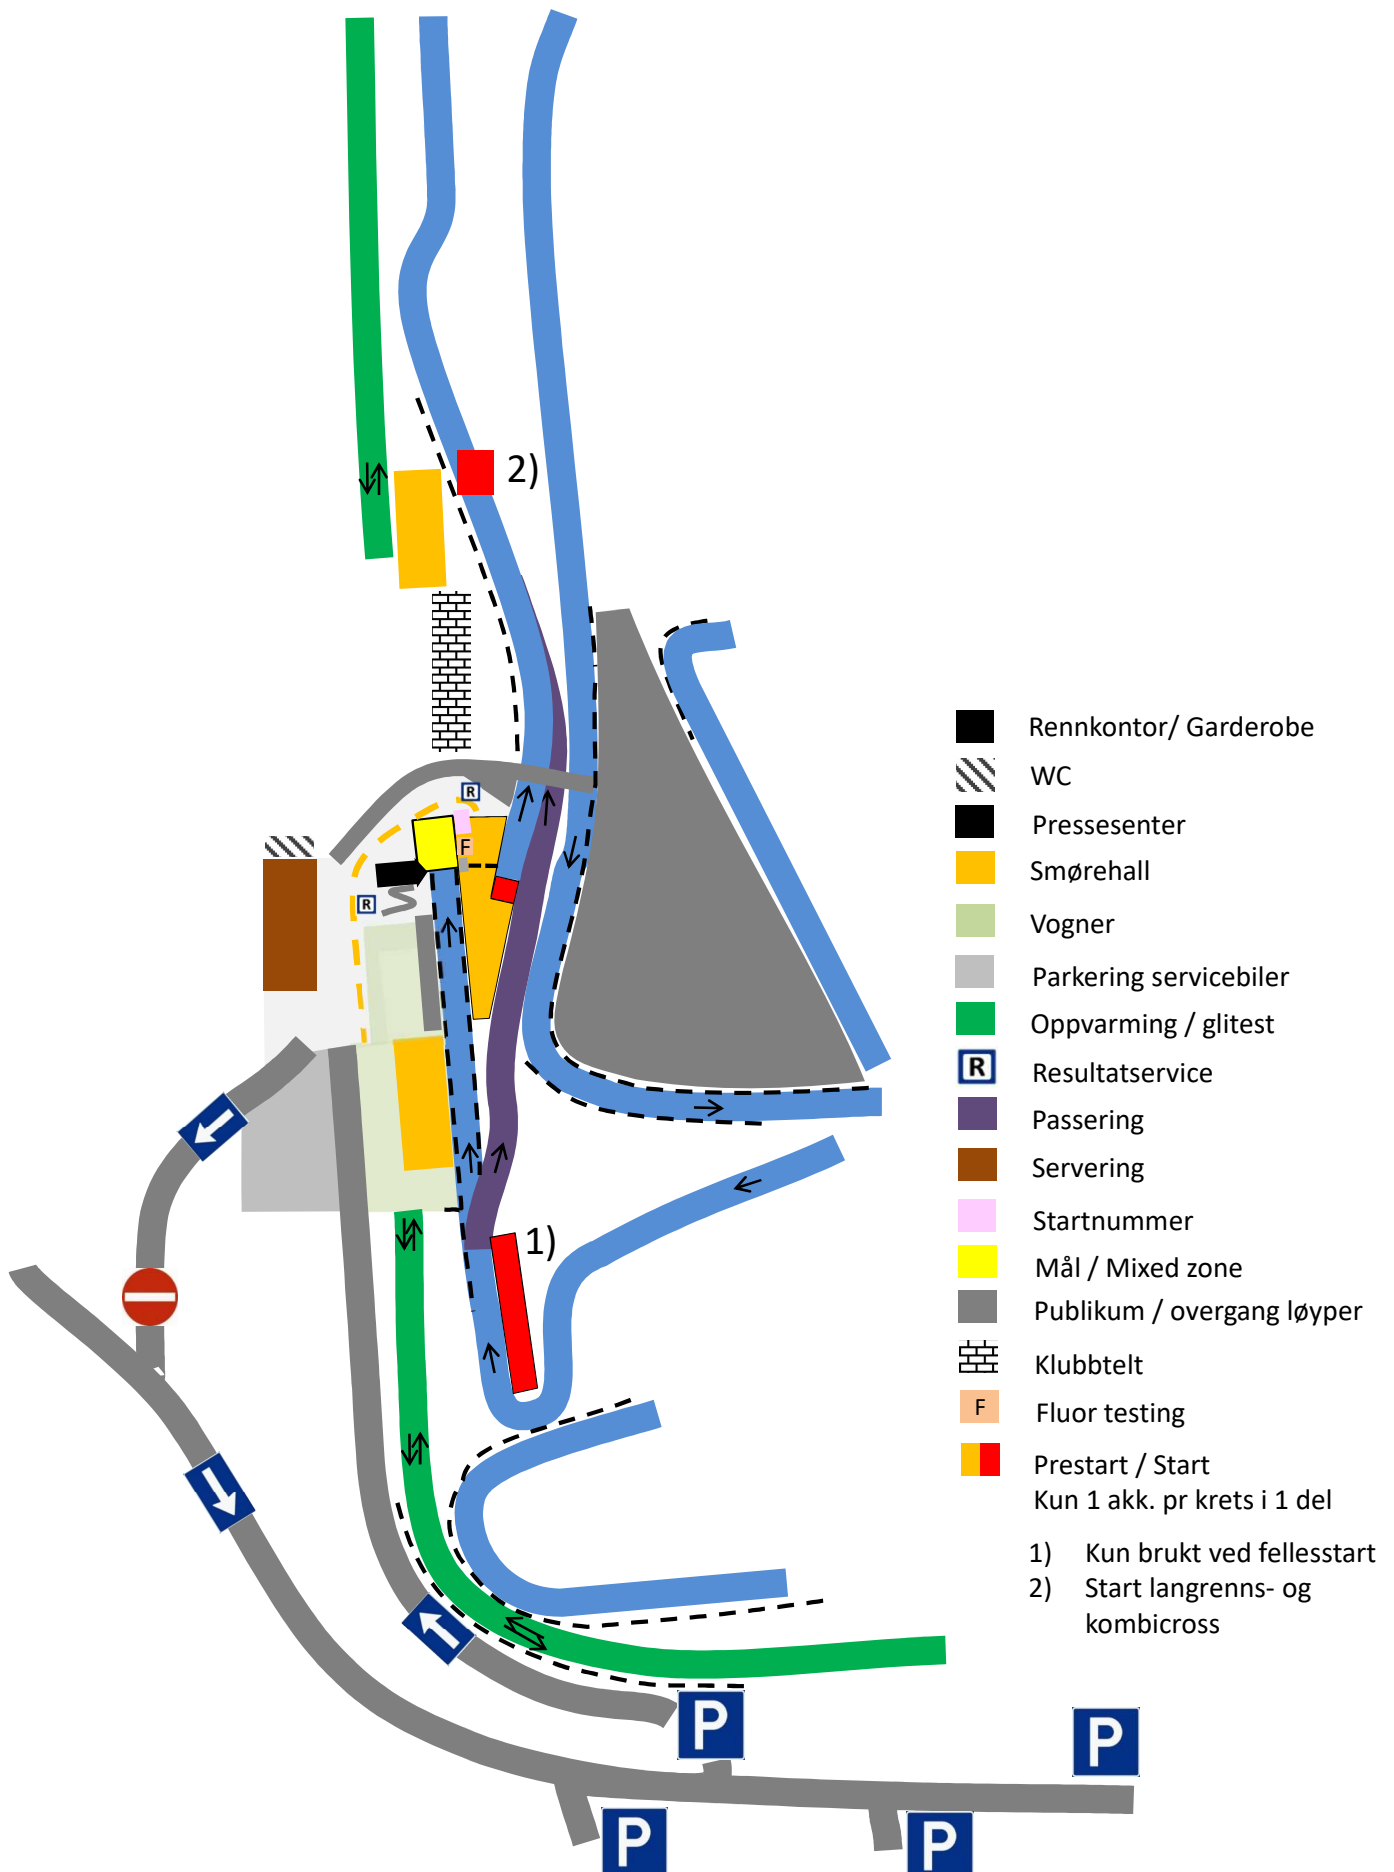 2)
R
F
R
1)
Rennkontor/ Garderobe
WC
Pressesenter
Smørehall
Vogner
Parkering servicebiler
Oppvarming / glitest
R Resultatservice
Passering
Servering
Startnummer
Mål / Mixed zone
Publikum / overgang løyper
Klubbtelt
F Fluor testing
Prestart / Start
Kun 1 akk. pr krets i 1 del
1) Kun brukt ved fellesstart
2) Start langrenns- og
kombicross
P
P
P
P